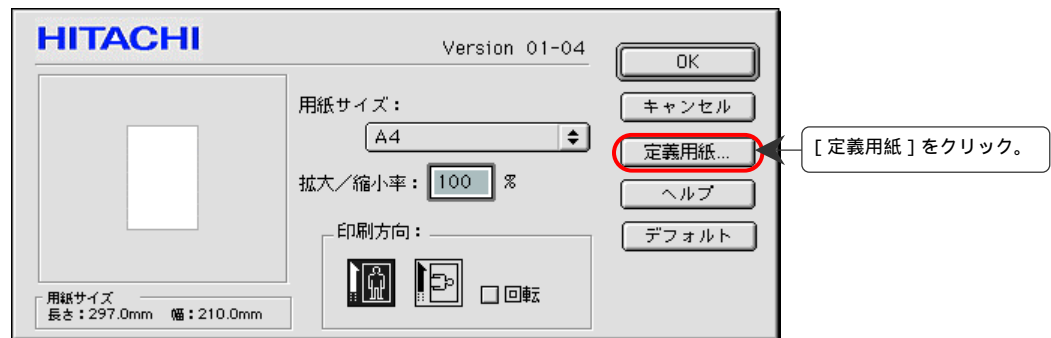 HITACHI
Version 01-04
OK
用紙サイズ：
キャンセル
A4
定義用紙...
[定義用紙]をクリック。
拡大／縮小率： 100 %
ヘルプ
印刷方向：
デフォルト
回転
用紙サイズ
長さ：297.0mm 幅：210.0mm